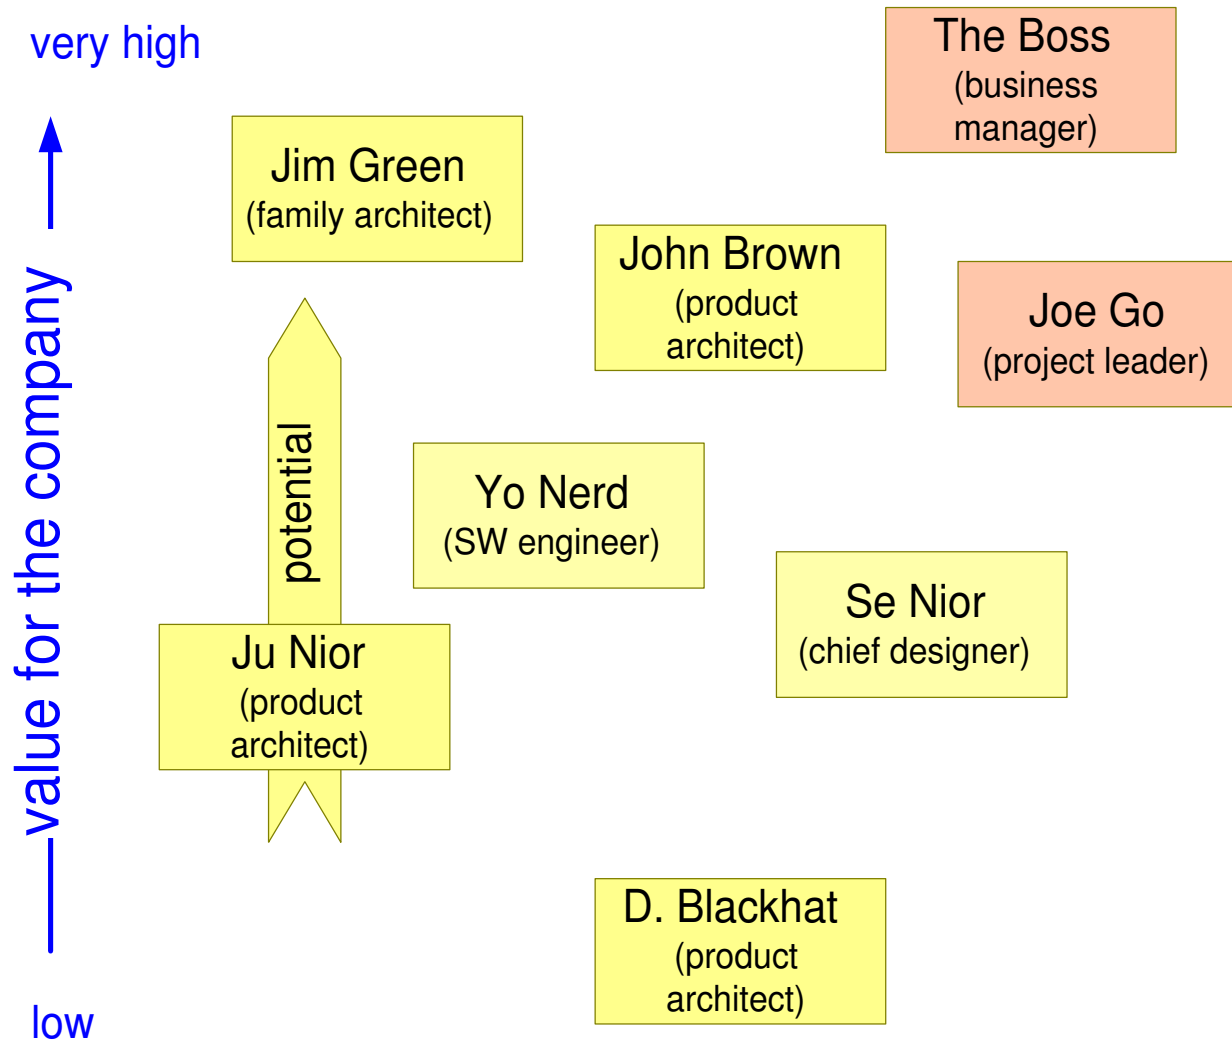 very high
The Boss
(business
manager)
Jim Green
(family architect)
John Brown
(product
architect)
Joe Go
(project leader)
value for the company
potential
Yo Nerd
(SW engineer)
Se Nior
(chief designer)
Ju Nior
(product
architect)
D. Blackhat
(product
architect)
low